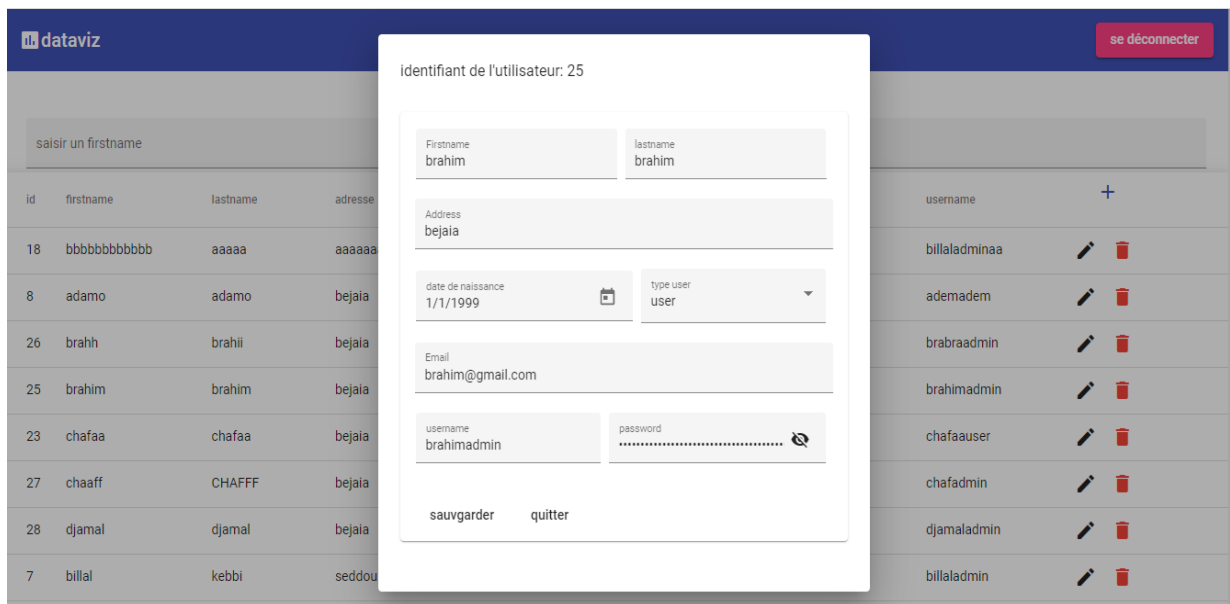 dataviz
se déconnecter
identifiant de l'utilisateur: 25
saisir un firstname
Firstname
brahim
lastname
brahim
Address
bejaia
date de naissance
1/1/1999
type user
user
Email
brahim@gmail.com
username
brahimadmin
password
sauvgarder quitter
id firstname lastname adresse username +
18 bbbbbbbbbbbb aaaaa aaaaaa billaladminaa
8 adamo adamo bejaia ademadem
26 brahh brahii bejaia brabraadmin
25 brahim brahim bejaia brahimadmin
23 chafaa chafaa bejaia chafaauser
27 chaaff CHAFFF bejaia chafadmin
28 djamal djamal bejaia djamaladmin
7 billal kebbi seddou billaladmin